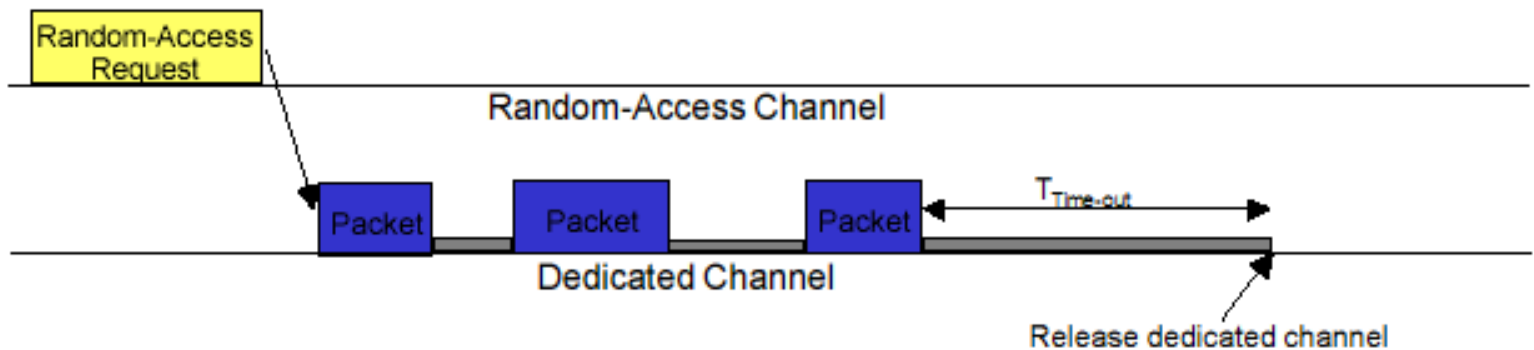 Random-Access
Request
Random-Access Channel
Packet
Packet
Packet
T Time-out
Dedicated Channel
Release dedicated channel